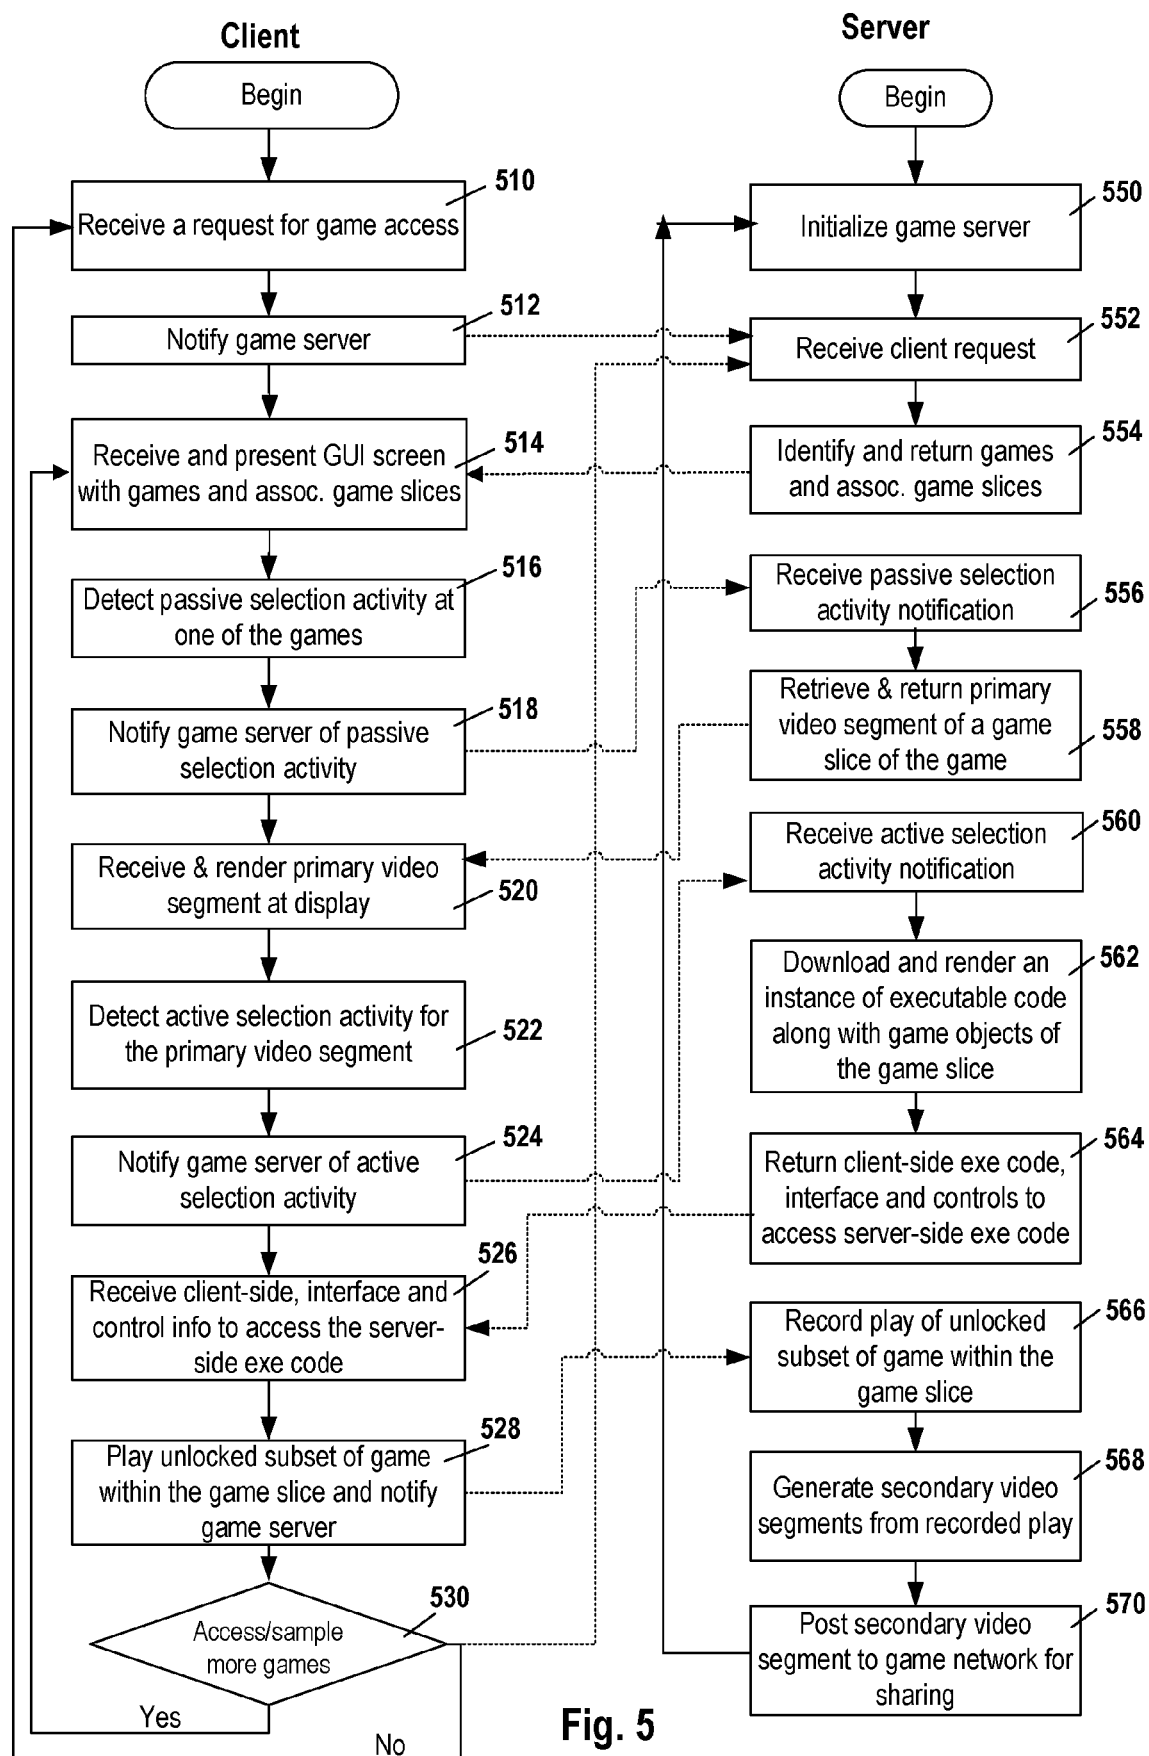 Client
Begin
510
Receive a request for game access
512
Notify game server
514
Receive and present GUI screen
with games and assoc. game slices
516
Detect passive selection activity at
one of the games
518
Notify game server of passive
selection activity
Receive & render primary video
segment at display
520
Detect active selection activity for
the primary video segment
522
524
Notify game server of active
selection activity
526
Receive client-side, interface and
control info to access the server-
side exe code
528
Play unlocked subset of game
within the game slice and notify
game server
530
Access/sample
more games
Yes
No
Server
Begin
550
Initialize game server
552
Receive client request
554
Identify and return games
and assoc. game slices
Receive passive selection
activity notification
556
Retrieve & return primary
video segment of a game
slice of the game
558
560
Receive active selection
activity notification
562
Download and render an
instance of executable code
along with game objects of
the game slice
564
Return client-side exe code,
interface and controls to
access server-side exe code
566
Record play of unlocked
subset of game within the
game slice
568
Generate secondary video
segments from recorded play
570
Post secondary video
segment to game network for
sharing
Fig. 5